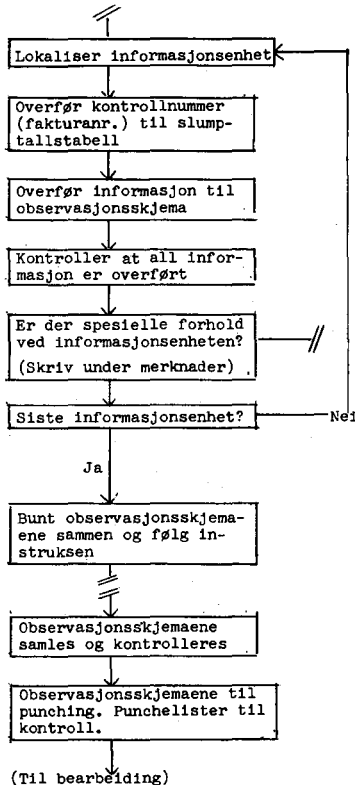 Lokaliser informasjonsenhet
Overfør kontrollnummer
(fakturanr.) til slump-
tallstabell
Overfør informasjon til
observasjonsskjema
Kontroller at all infor-
masjon er overført
Er der spesielle forhold
ved informasjonsenheten?
(Skriv under merknader)
Siste informasjonsenhet?
Nei
Ja
Bunt observasjonsskjema-
ene sammen og følg in-
struksen
Observasjonsskjemaene
samles og kontrolleres
Observasjonsskjemaene til
punching. Punchelister til
kontroll.
(Til bearbeiding)